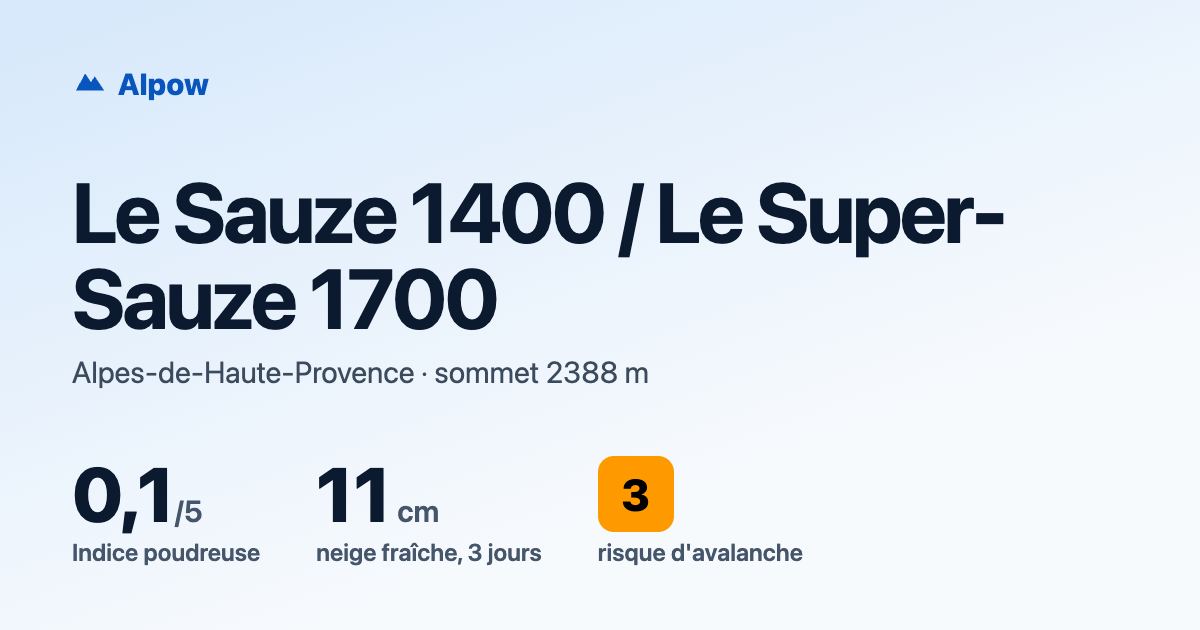 Alpow
Le Sauze 1400 / Le Super-
Sauze 1700
Alpes-de-Haute-Provence · sommet 2388 m
0,1/5
Indice poudreuse
11 cm
neige fraîche, 3 jours
3
risque d'avalanche